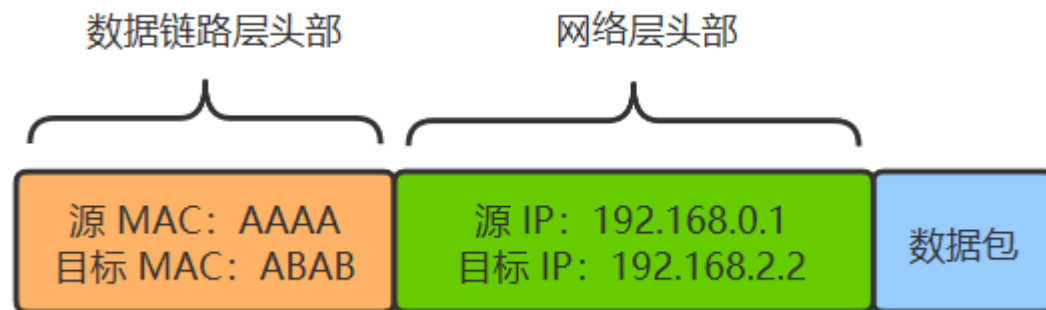 数据链路层头部
网络层头部
源 MAC：AAAA
目标 MAC：ABAB
源 IP：192.168.0.1
目标 IP：192.168.2.2
数据包